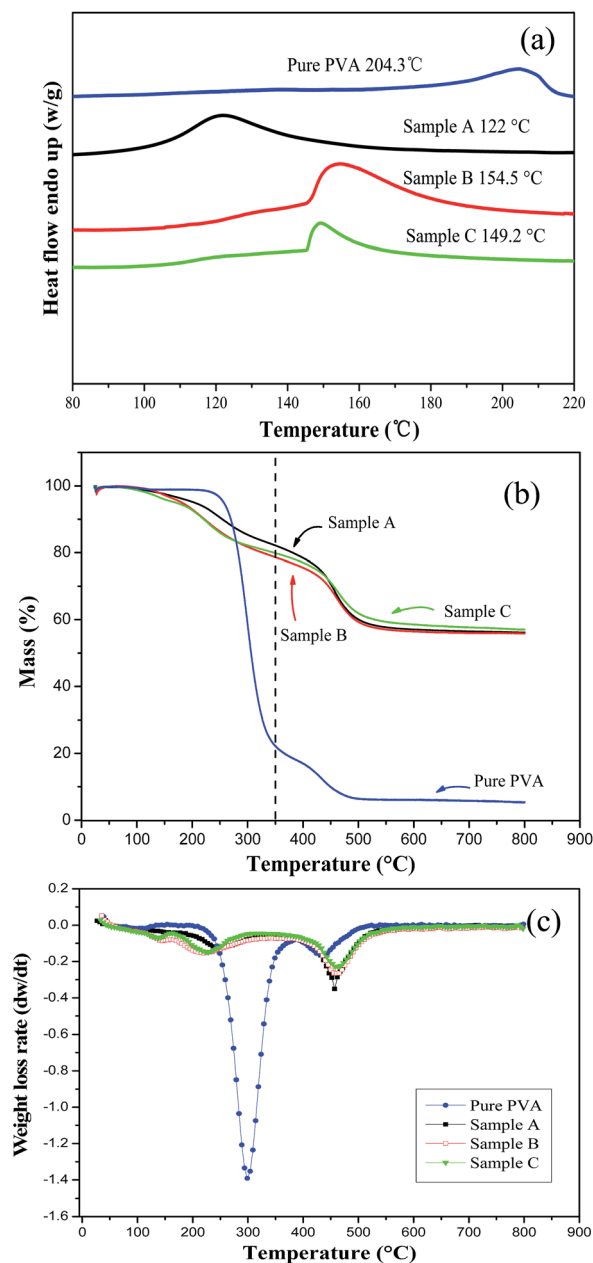 (a)
Pure PVA 204.3℃
Sample A 122 °C
Sample B 154.5 °C
Sample C 149.2 °C
Heat flow endo up (w/g)
80 100 120 140 160 180 200 220
Temperature (℃)
(b)
100
80
60
40
20
0
Sample A
Sample C
Sample B
Pure PVA
Mass (%)
0 100 200 300 400 500 600 700 800 900
Temperature (°C)
(c)
0.2
0.0
-0.2
-0.4
-0.6
-0.8
-1.0
-1.2
-1.4
-1.6
Weight loss rate (dw/dt)
Pure PVA
Sample A
Sample B
Sample C
0 100 200 300 400 500 600 700 800 900
Temperature (°C)